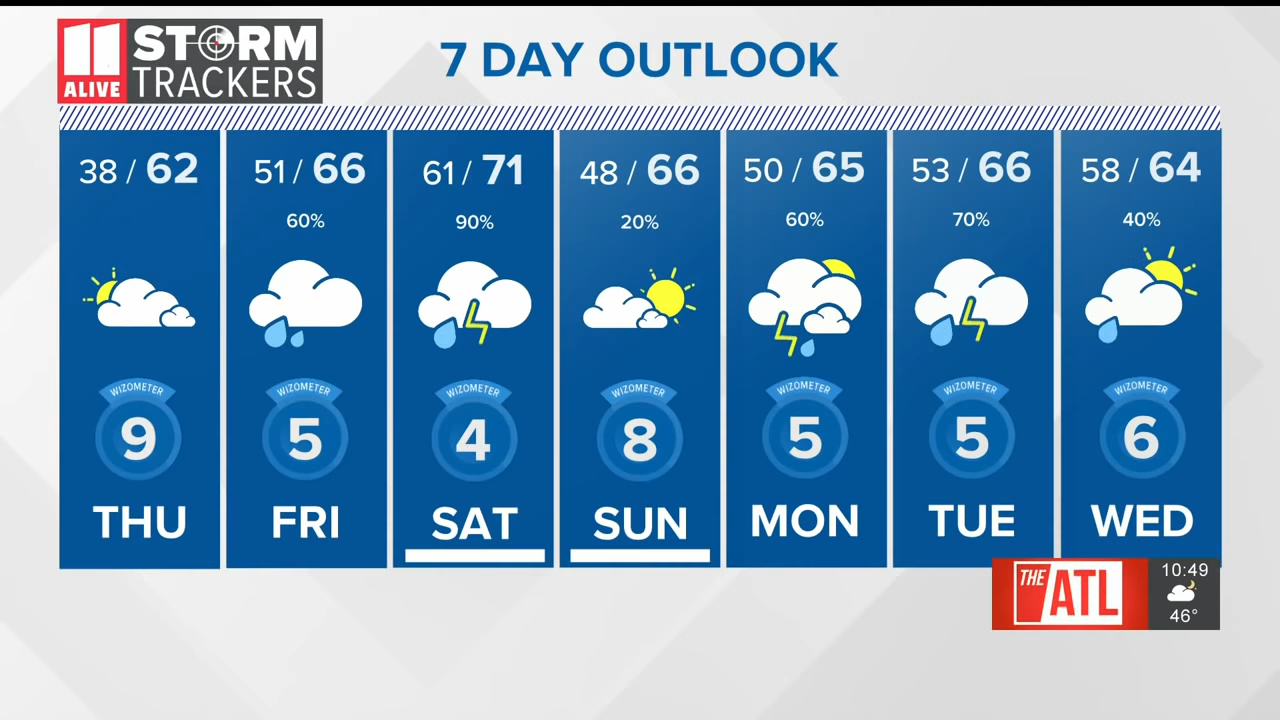 11 ALIVE
STORM
TRACKERS
7 DAY OUTLOOK
38 / 62
WIZOMETER
9
THU
51 / 66
60%
WIZOMETER
5
FRI
61 / 71
90%
WIZOMETER
4
SAT
48 / 66
20%
WIZOMETER
8
SUN
50 / 65
60%
WIZOMETER
5
MON
53 / 66
70%
WIZOMETER
5
TUE
58 / 64
40%
WIZOMETER
6
WED
THE ATL
10:49
46°